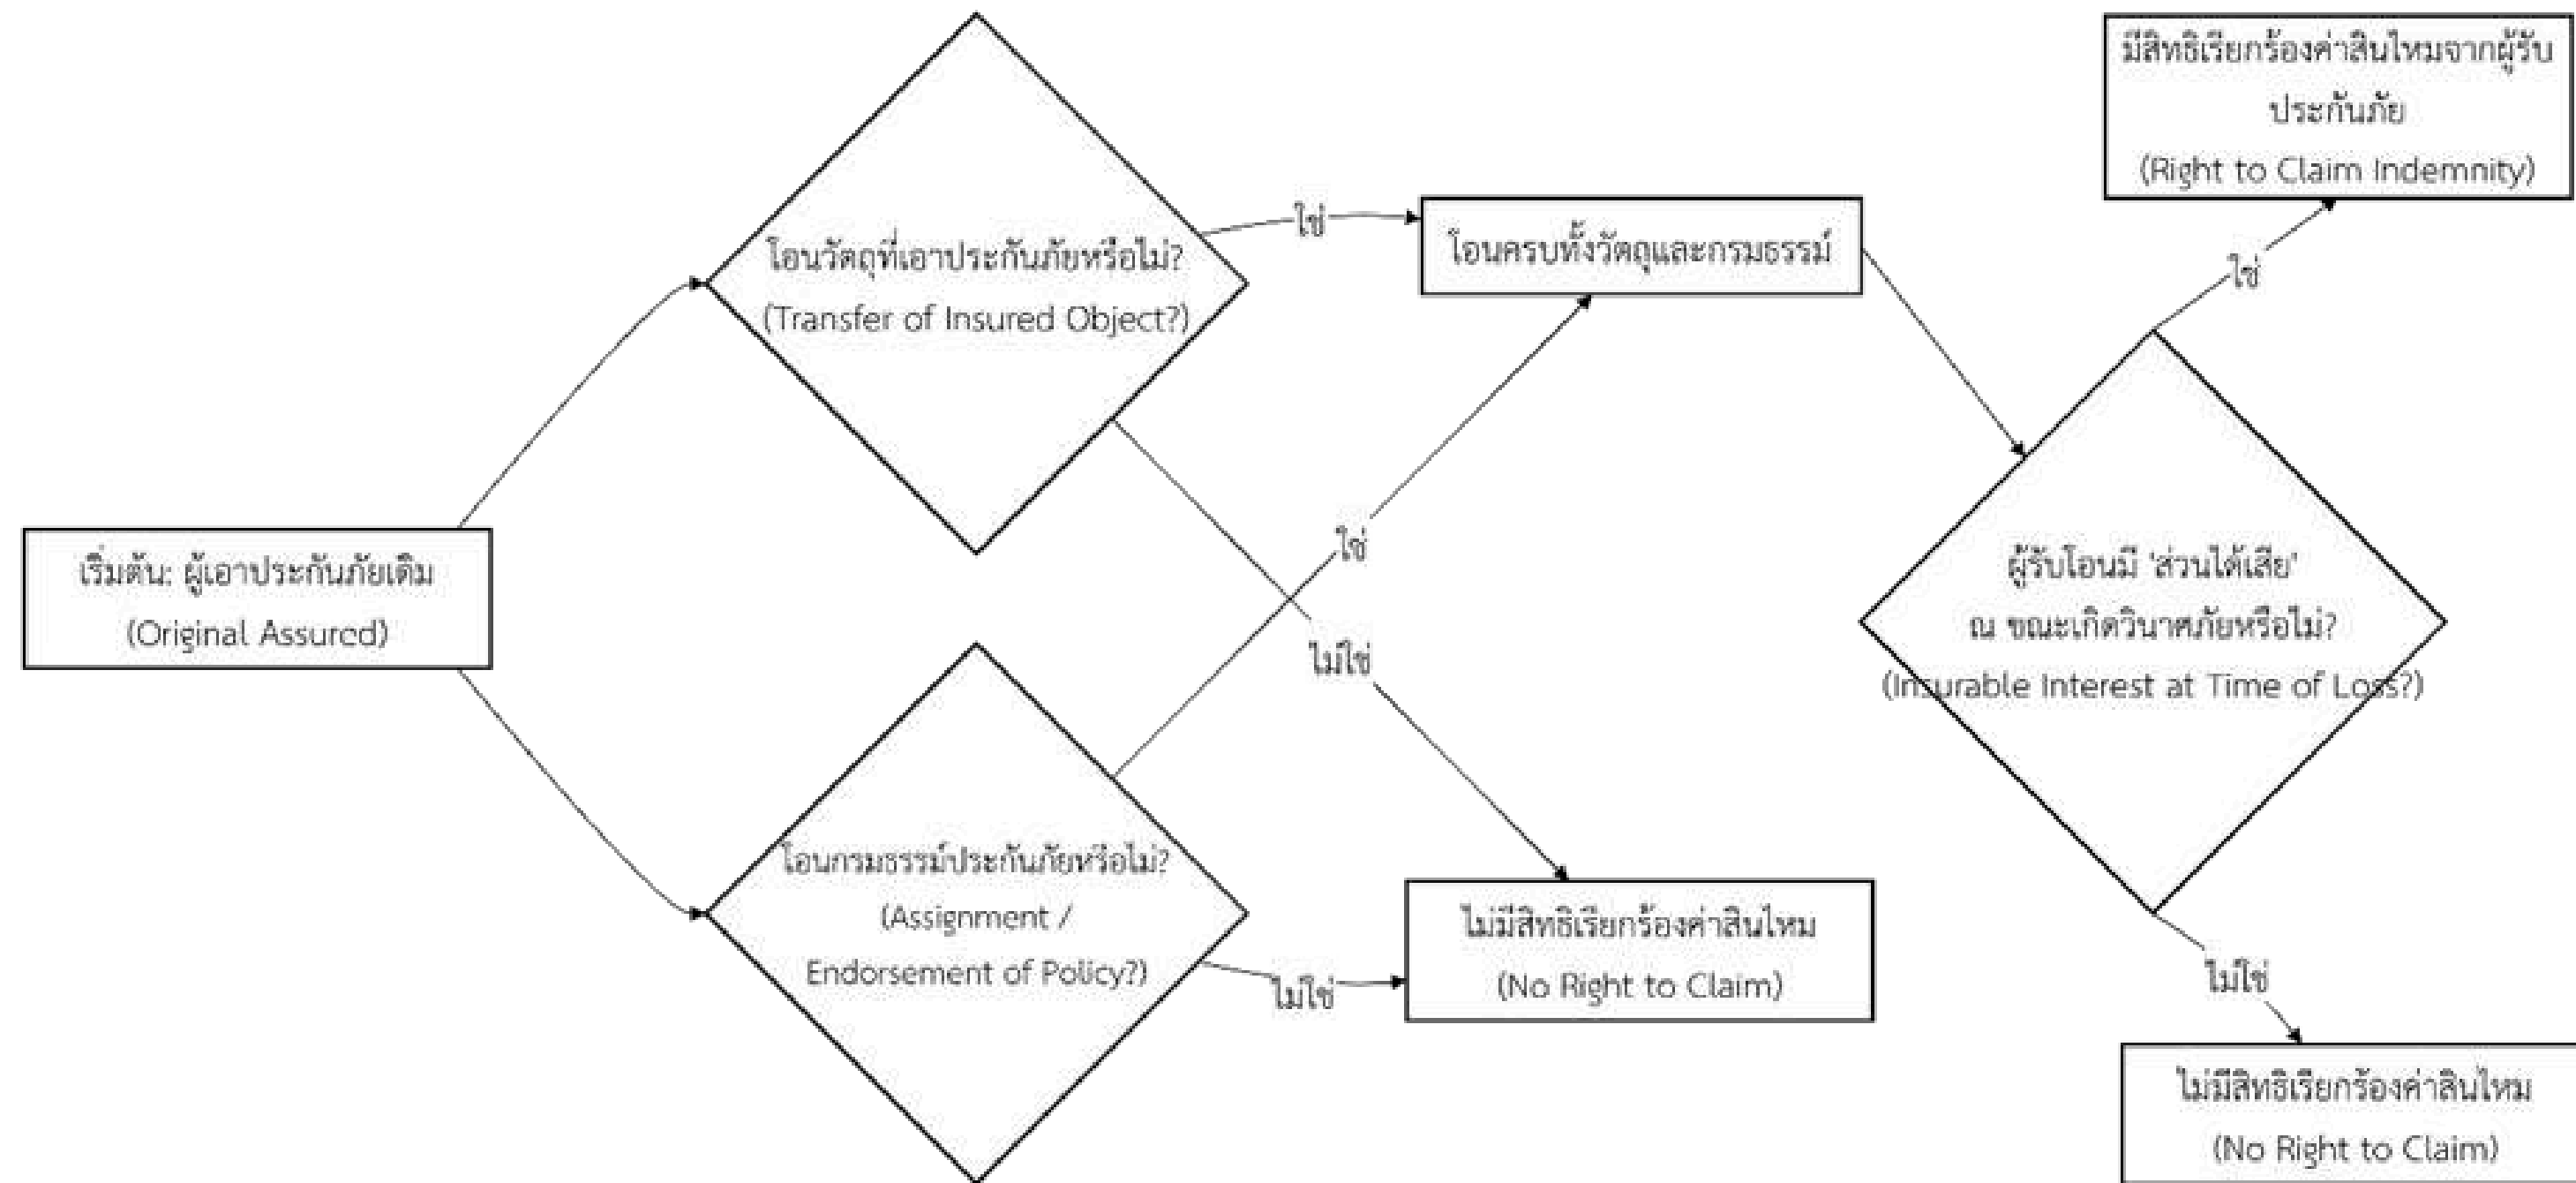 เริ่มต้น: ผู้เอาประกันภัยเดิม
(Original Assured)
โอนวัตถุที่เอาประกันภัยหรือไม่?
(Transfer of Insured Object?)
ใช่
ไม่ใช่
โอนกรมธรรม์ประกันภัยหรือไม่?
(Assignment /
Endorsement of Policy?)
ใช่
ไม่ใช่
โอนครบทั้งวัตถุและกรมธรรม์
ไม่มีสิทธิเรียกร้องค่าสินไหม
(No Right to Claim)
ผู้รับโอนมี 'ส่วนได้เสีย'
ณ ขณะเกิดวินาศภัยหรือไม่?
(Insurable Interest at Time of Loss?)
ใช่
ไม่ใช่
มีสิทธิเรียกร้องค่าสินไหมจากผู้รับ
ประกันภัย
(Right to Claim Indemnity)
ไม่มีสิทธิเรียกร้องค่าสินไหม
(No Right to Claim)